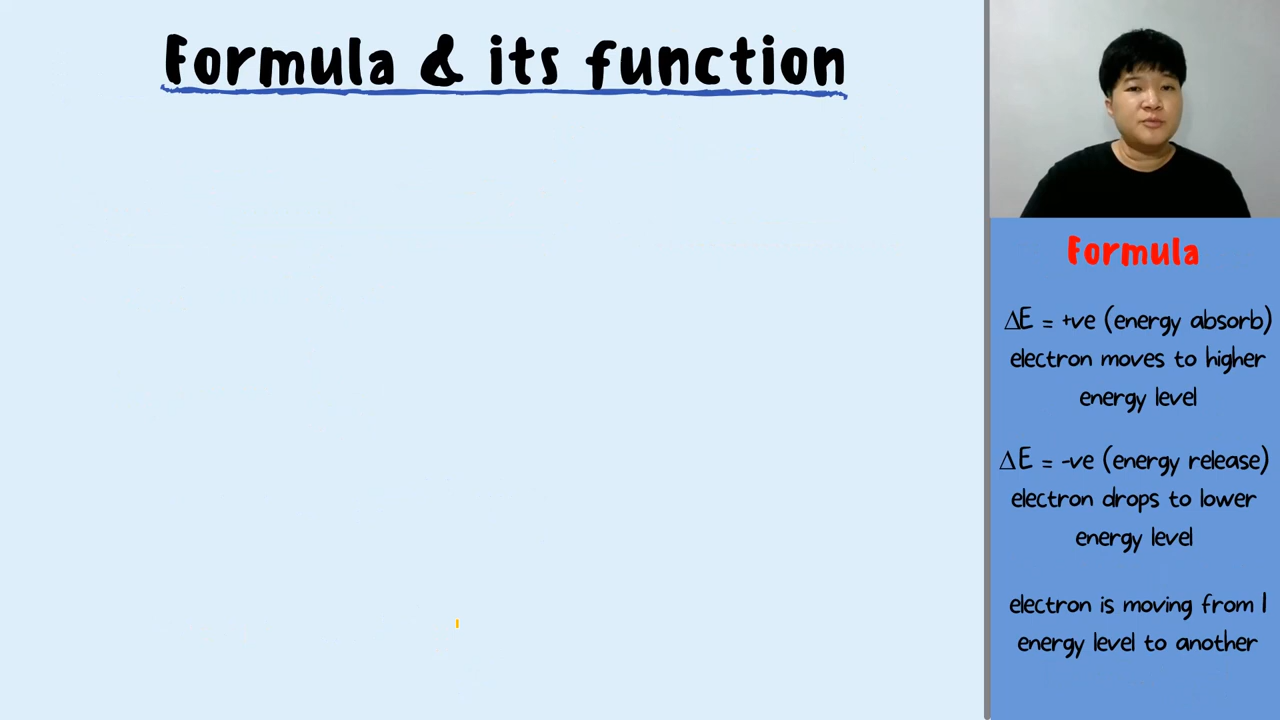 Formula & its function
Formula
ΔE = +ve (energy absorb)
electron moves to higher
energy level
ΔE = -ve (energy release)
electron drops to lower
energy level
electron is moving from 1
energy level to another